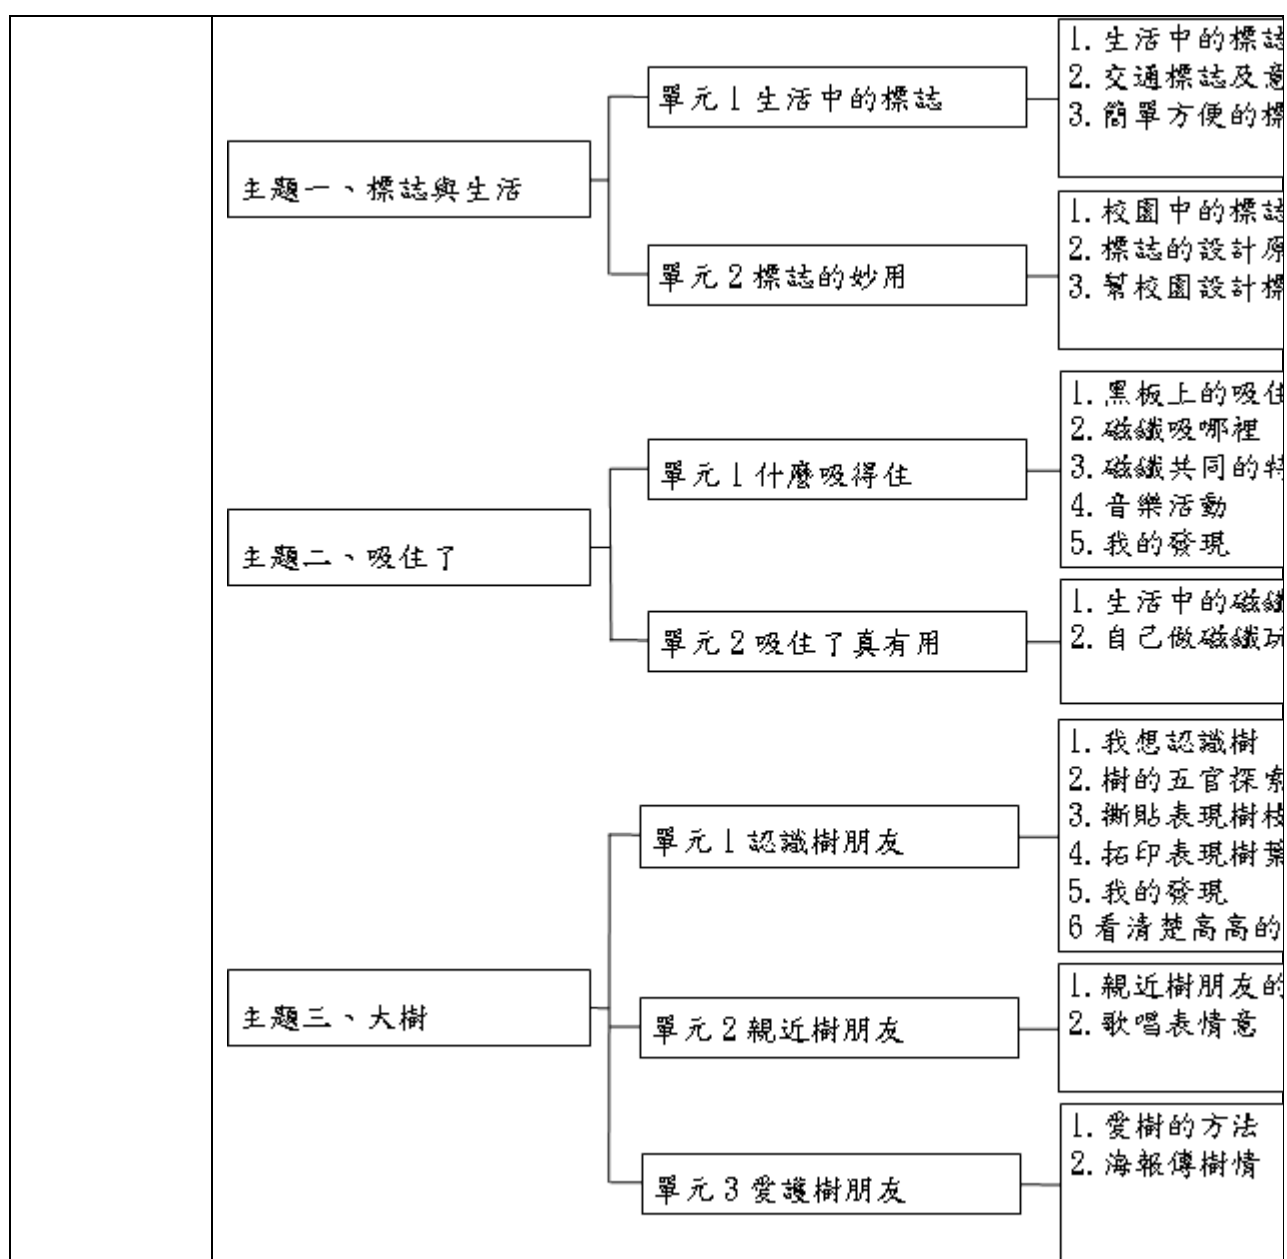 主題一、標誌與生活
單元1生活中的標誌
1.生活中的標誌
2.交通標誌及意
3.簡單方便的標
單元2標誌的妙用
1.校園中的標誌
2.標誌的設計原
3.幫校園設計標
主題二、吸住了
單元1什麼吸得住
1.黑板上的吸住
2.磁鐵吸哪裡
3.磁鐵共同的特
4.音樂活動
5.我的發現
單元2吸住了真有用
1.生活中的磁鐵
2.自己做磁鐵玩
主題三、大樹
單元1認識樹朋友
1.我想認識樹
2.樹的五官探索
3.撕貼表現樹枝
4.拓印表現樹葉
5.我的發現
6看清楚高高的
單元2親近樹朋友
1.親近樹朋友的
2.歌唱表情意
單元3愛護樹朋友
1.愛樹的方法
2.海報傳樹情